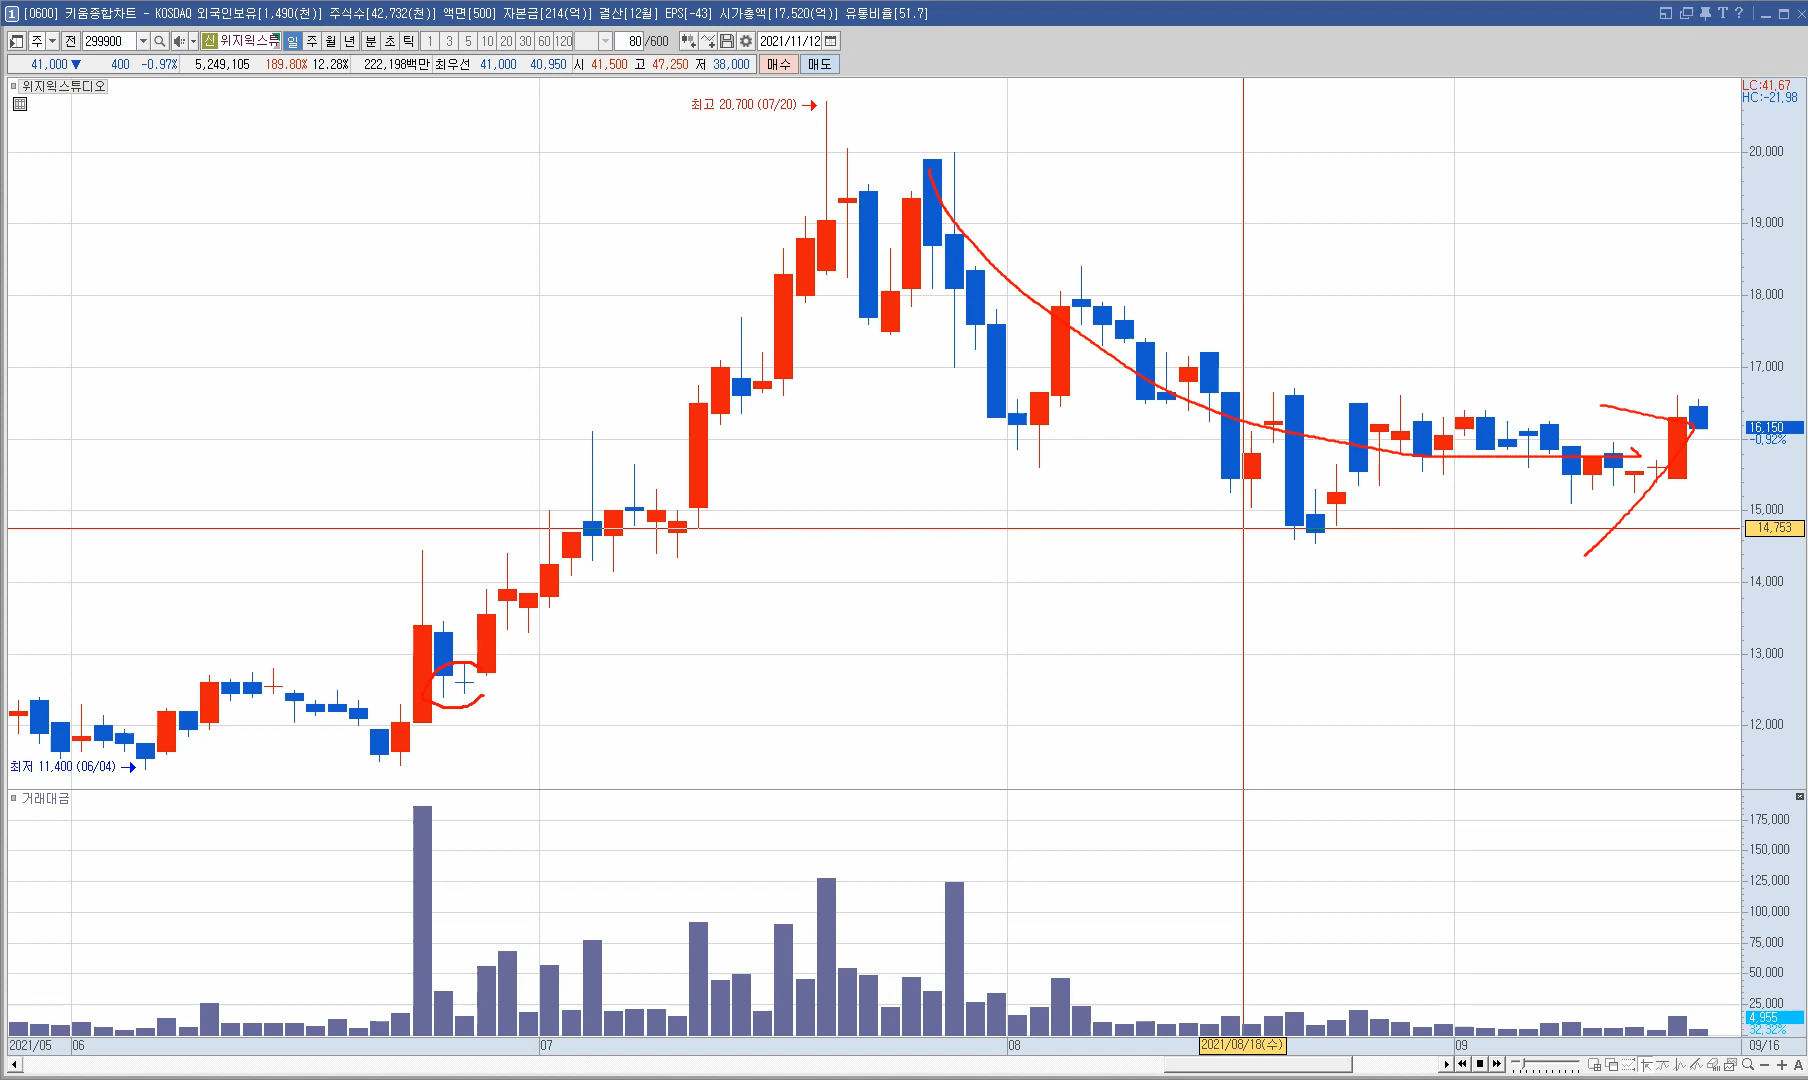 1 [0600] 키움종합차트 - KOSDAQ 외국인보유[1,490(천)] 주식수[42,732(천)] 액면[500] 자본금[214(억)] 결산[12월] EPS[-43] 시가총액[17,520(억)] 유통비율[51.7]
주 전 299900 신 위지윅스튜 일 주 월 년 분 초 틱 1 3 5 10 20 30 60 120 80 /600 2021/11/12
41,000 ▼ 400 -0.97% 5,249,105 189.80% 12.28% 222,198백만 최우선 41,000 40,950 시 41,500 고 47,250 저 38,000 매수 매도
위지윅스튜디오
LC:41.67
HC:-21.98
최고 20,700 (07/20) →
20,000
19,000
18,000
17,000
16,150
-0.92%
15,000
14,753
14,000
13,000
12,000
최저 11,400 (06/04) →
거래대금
175,000
150,000
125,000
100,000
75,000
50,000
25,000
4,955
32.32%
2021/05 06 07 08 2021/08/18(수) 09 09/16
A